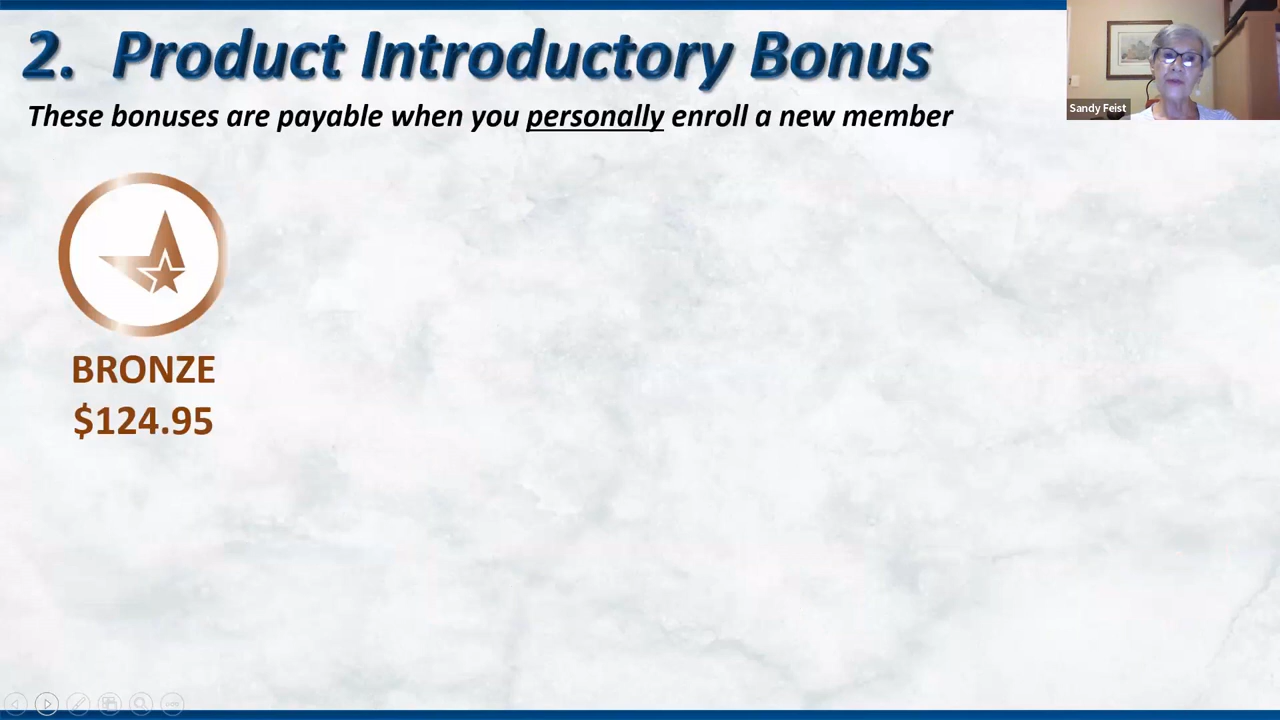 2. Product Introductory Bonus
These bonuses are payable when you personally enroll a new member
Sandy Feist
BRONZE
$124.95